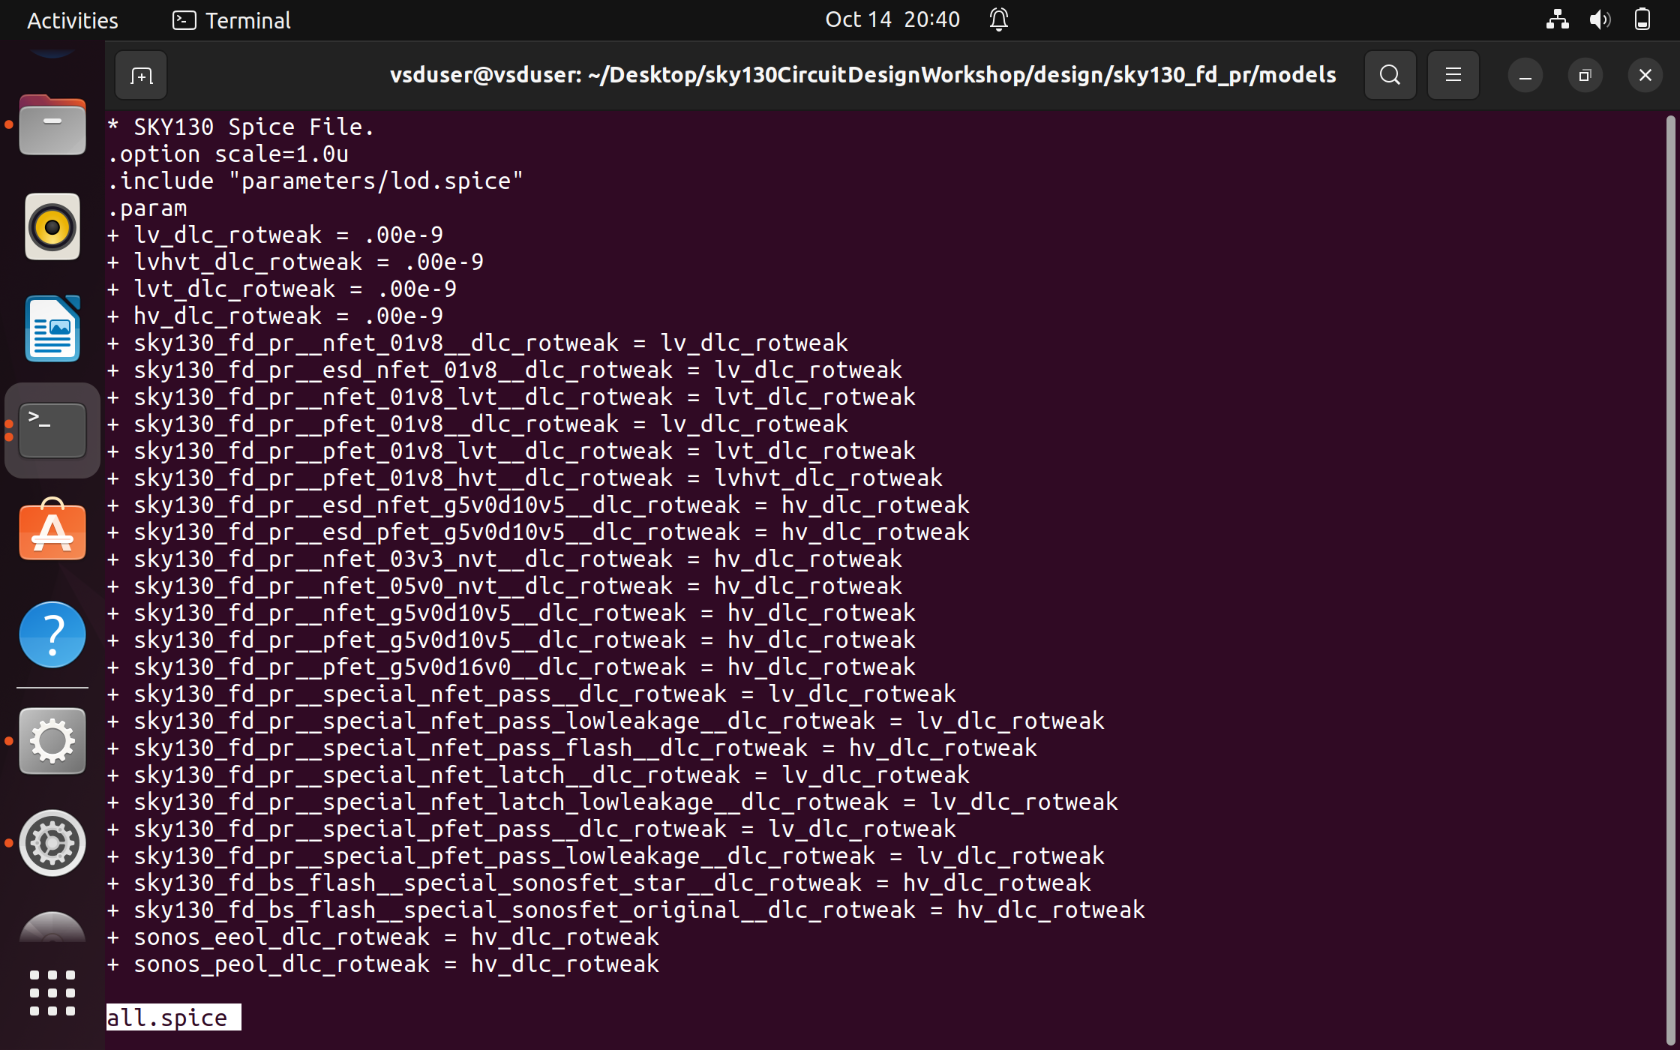 Activities
Terminal
Oct 14 20:40
vsduser@vsduser: ~/Desktop/sky130CircuitDesignWorkshop/design/sky130_fd_pr/models
* SKY130 Spice File.
.option scale=1.0u
.include "parameters/lod.spice"
.param
+ lv_dlc_rotweak = .00e-9
+ lvhvt_dlc_rotweak = .00e-9
+ lvt_dlc_rotweak = .00e-9
+ hv_dlc_rotweak = .00e-9
+ sky130_fd_pr__nfet_01v8__dlc_rotweak = lv_dlc_rotweak
+ sky130_fd_pr__esd_nfet_01v8__dlc_rotweak = lv_dlc_rotweak
+ sky130_fd_pr__nfet_01v8_lvt__dlc_rotweak = lvt_dlc_rotweak
+ sky130_fd_pr__pfet_01v8__dlc_rotweak = lv_dlc_rotweak
+ sky130_fd_pr__pfet_01v8_lvt__dlc_rotweak = lvt_dlc_rotweak
+ sky130_fd_pr__pfet_01v8_hvt__dlc_rotweak = lvhvt_dlc_rotweak
+ sky130_fd_pr__esd_nfet_g5v0d10v5__dlc_rotweak = hv_dlc_rotweak
+ sky130_fd_pr__esd_pfet_g5v0d10v5__dlc_rotweak = hv_dlc_rotweak
+ sky130_fd_pr__nfet_03v3_nvt__dlc_rotweak = hv_dlc_rotweak
+ sky130_fd_pr__nfet_05v0_nvt__dlc_rotweak = hv_dlc_rotweak
+ sky130_fd_pr__nfet_g5v0d10v5__dlc_rotweak = hv_dlc_rotweak
+ sky130_fd_pr__pfet_g5v0d10v5__dlc_rotweak = hv_dlc_rotweak
+ sky130_fd_pr__pfet_g5v0d16v0__dlc_rotweak = hv_dlc_rotweak
+ sky130_fd_pr__special_nfet_pass__dlc_rotweak = lv_dlc_rotweak
+ sky130_fd_pr__special_nfet_pass_lowleakage__dlc_rotweak = lv_dlc_rotweak
+ sky130_fd_pr__special_nfet_pass_flash__dlc_rotweak = hv_dlc_rotweak
+ sky130_fd_pr__special_nfet_latch__dlc_rotweak = lv_dlc_rotweak
+ sky130_fd_pr__special_nfet_latch_lowleakage__dlc_rotweak = lv_dlc_rotweak
+ sky130_fd_pr__special_pfet_pass__dlc_rotweak = lv_dlc_rotweak
+ sky130_fd_pr__special_pfet_pass_lowleakage__dlc_rotweak = lv_dlc_rotweak
+ sky130_fd_bs_flash__special_sonosfet_star__dlc_rotweak = hv_dlc_rotweak
+ sky130_fd_bs_flash__special_sonosfet_original__dlc_rotweak = hv_dlc_rotweak
+ sonos_eeol_dlc_rotweak = hv_dlc_rotweak
+ sonos_peol_dlc_rotweak = hv_dlc_rotweak
all.spice